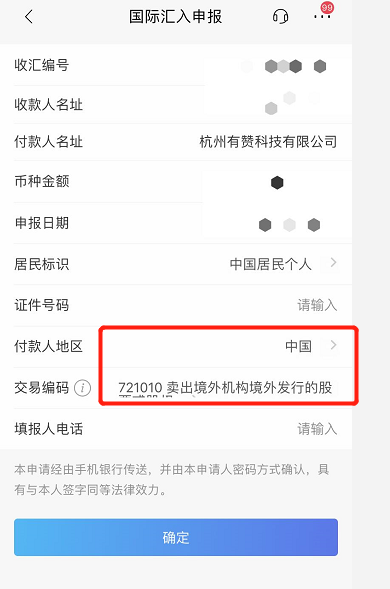 国际汇入申报
99
收汇编号
收款人名址
付款人名址 杭州有赞科技有限公司
币种金额
申报日期
居民标识 中国居民个人
证件号码 请输入
付款人地区 中国
交易编码 721010 卖出境外机构境外发行的股
填报人电话 请输入
本申请经由手机银行传送，并由本申请人密码方式确认，具
有与本人签字同等法律效力。
确定